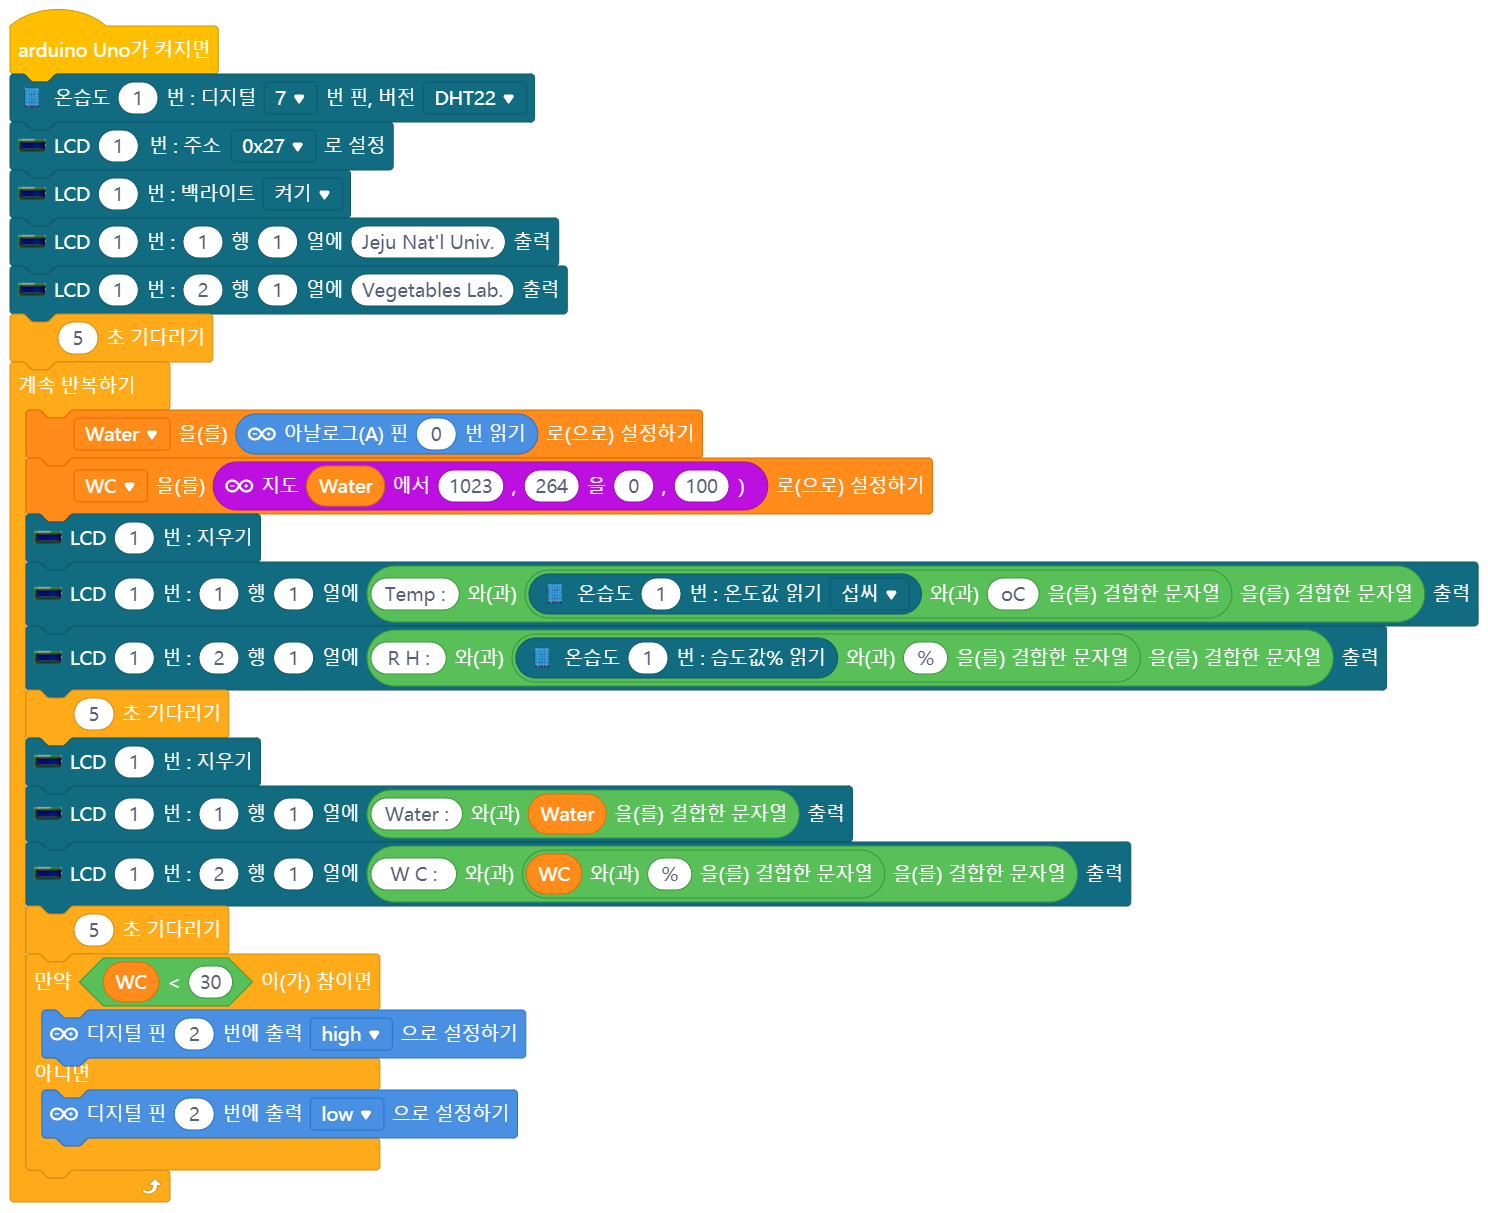 arduino Uno가 켜지면
온습도 1 번 : 디지털 7 번 핀, 버전 DHT22
LCD 1 번 : 주소 0x27 로 설정
LCD 1 번 : 백라이트 켜기
LCD 1 번 : 1 행 1 열에 Jeju Nat'l Univ. 출력
LCD 1 번 : 2 행 1 열에 Vegetables Lab. 출력
5 초 기다리기
계속 반복하기
Water 을(를) 아날로그(A) 핀 0 번 읽기 로(으로) 설정하기
WC 을(를) 지도 Water 에서 1023 , 264 을 0 , 100 ) 로(으로) 설정하기
LCD 1 번 : 지우기
LCD 1 번 : 1 행 1 열에 Temp : 와(과) 온습도 1 번 : 온도값 읽기 섭씨 와(과) oC 을(를) 결합한 문자열 을(를) 결합한 문자열 출력
LCD 1 번 : 2 행 1 열에 R H : 와(과) 온습도 1 번 : 습도값% 읽기 와(과) % 을(를) 결합한 문자열 을(를) 결합한 문자열 출력
5 초 기다리기
LCD 1 번 : 지우기
LCD 1 번 : 1 행 1 열에 Water : 와(과) Water 을(를) 결합한 문자열 출력
LCD 1 번 : 2 행 1 열에 W C : 와(과) WC 와(과) % 을(를) 결합한 문자열 을(를) 결합한 문자열 출력
5 초 기다리기
만약 WC < 30 이(가) 참이면
디지털 핀 2 번에 출력 high 으로 설정하기
아니면
디지털 핀 2 번에 출력 low 으로 설정하기